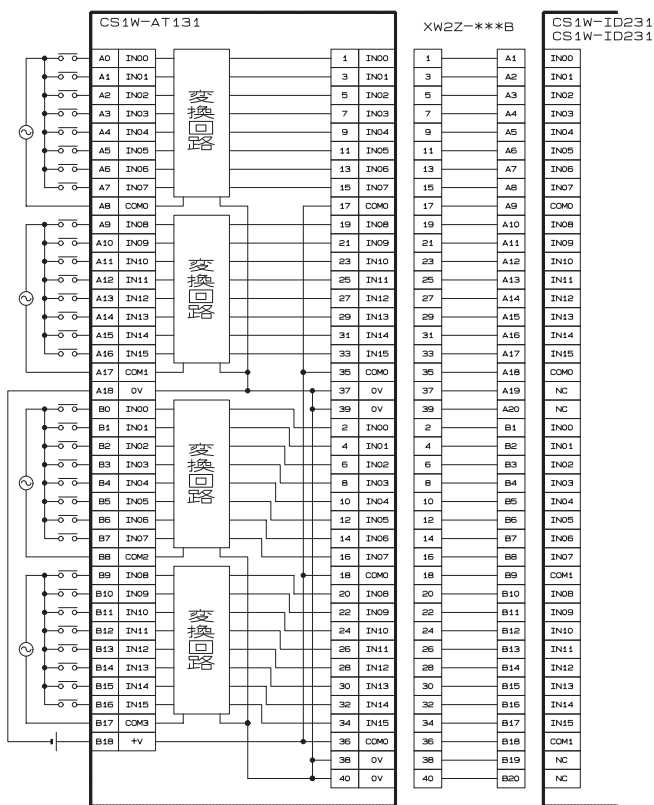 CS1W-AT131 XW2Z-***B CS1W-ID231
CS1W-ID231
A0 IN00 1 IN00 1 A1 IN00
A1 IN01 3 IN01 3 A2 IN01
A2 IN02 5 IN02 5 A3 IN02
A3 IN03 7 IN03 7 A4 IN03
A4 IN04 9 IN04 9 A5 IN04
A5 IN05 11 IN05 11 A6 IN05
A6 IN06 13 IN06 13 A7 IN06
A7 IN07 15 IN07 15 A8 IN07
A8 COM0 17 COM0 17 A9 COM0
変換回路
A9 IN08 19 IN08 19 A10 IN08
A10 IN09 21 IN09 21 A11 IN09
A11 IN10 23 IN10 23 A12 IN10
A12 IN11 25 IN11 25 A13 IN11
A13 IN12 27 IN12 27 A14 IN12
A14 IN13 29 IN13 29 A15 IN13
A15 IN14 31 IN14 31 A16 IN14
A16 IN15 33 IN15 33 A17 IN15
A17 COM1 35 COM0 35 A18 COM0
変換回路
A18 0V 37 0V 37 A19 NC
B0 IN00 39 0V 39 A20 NC
B1 IN01 2 IN00 2 B1 IN00
B2 IN02 4 IN01 4 B2 IN01
B3 IN03 6 IN02 6 B3 IN02
B4 IN04 8 IN03 8 B4 IN03
B5 IN05 10 IN04 10 B5 IN04
B6 IN06 12 IN05 12 B6 IN05
B7 IN07 14 IN06 14 B7 IN06
B8 COM2 16 IN07 16 B8 IN07
変換回路
B9 IN08 18 COM0 18 B9 COM1
B10 IN09 20 IN08 20 B10 IN08
B11 IN10 22 IN09 22 B11 IN09
B12 IN11 24 IN10 24 B12 IN10
B13 IN12 26 IN11 26 B13 IN11
B14 IN13 28 IN12 28 B14 IN12
B15 IN14 30 IN13 30 B15 IN13
B16 IN15 32 IN14 32 B16 IN14
B17 COM3 34 IN15 34 B17 IN15
変換回路
B18 +V 36 COM0 36 B18 COM1
38 0V 38 B19 NC
40 0V 40 B20 NC